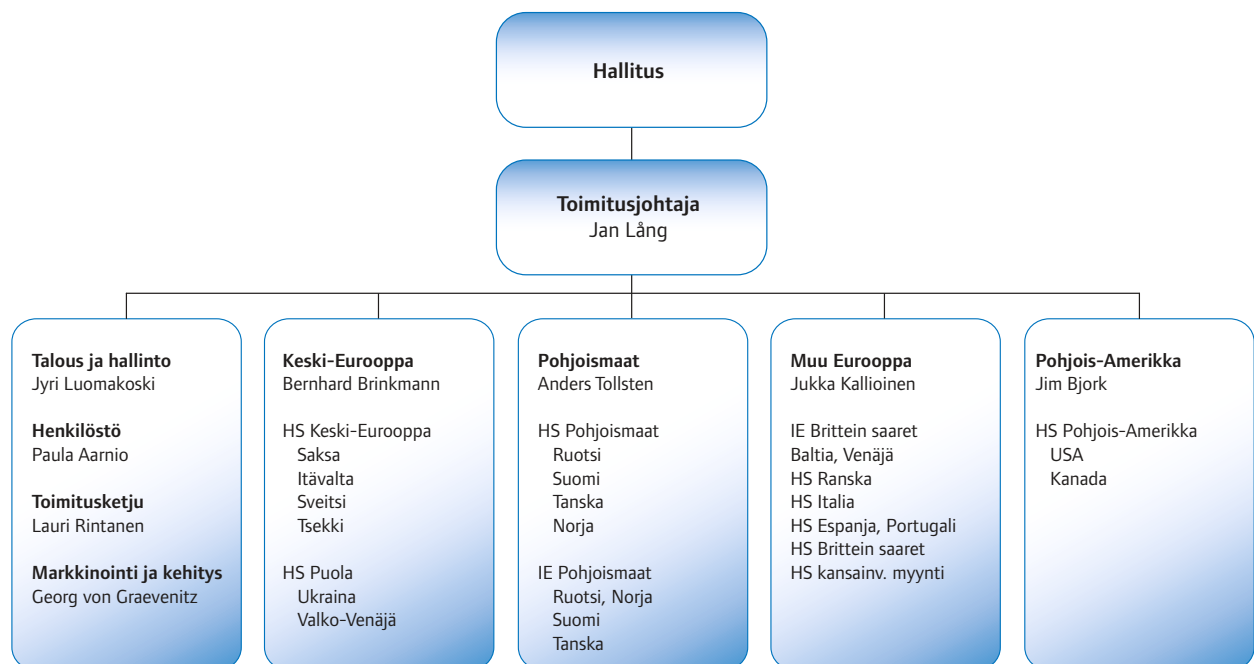 Hallitus
Toimitusjohtaja
Jan Lång
Talous ja hallinto
Jyri Luomakoski
Henkilöstö
Paula Aarnio
Toimitusketju
Lauri Rintanen
Markkinointi ja kehitys
Georg von Graevenitz
Keski-Eurooppa
Bernhard Brinkmann
HS Keski-Eurooppa
Saksa
Itävalta
Sveitsi
Tsekki
HS Puola
Ukraina
Valko-Venäjä
Pohjoismaat
Anders Tollsten
HS Pohjoismaat
Ruotsi
Suomi
Tanska
Norja
IE Pohjoismaat
Ruotsi, Norja
Suomi
Tanska
Muu Eurooppa
Jukka Kallioinen
IE Brittein saaret
Baltia, Venäjä
HS Ranska
HS Italia
HS Espanja, Portugali
HS Brittein saaret
HS kansainv. myynti
Pohjois-Amerikka
Jim Bjork
HS Pohjois-Amerikka
USA
Kanada